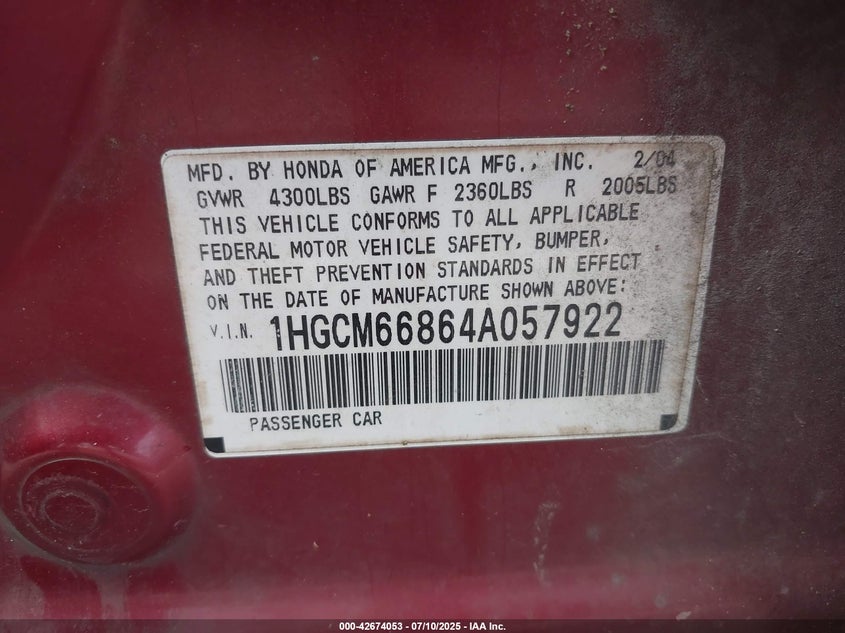 MFD. BY HONDA OF AMERICA MFG., INC. 2/04
GVWR 4300LBS GAWR F 2360LBS R 2005LBS
THIS VEHICLE CONFORMS TO ALL APPLICABLE
FEDERAL MOTOR VEHICLE SAFETY, BUMPER,
AND THEFT PREVENTION STANDARDS IN EFFECT
ON THE DATE OF MANUFACTURE SHOWN ABOVE:
V.I.N. 1HGCM66864A057922
PASSENGER CAR
000-42674053 - 07/10/2025 - IAA Inc.